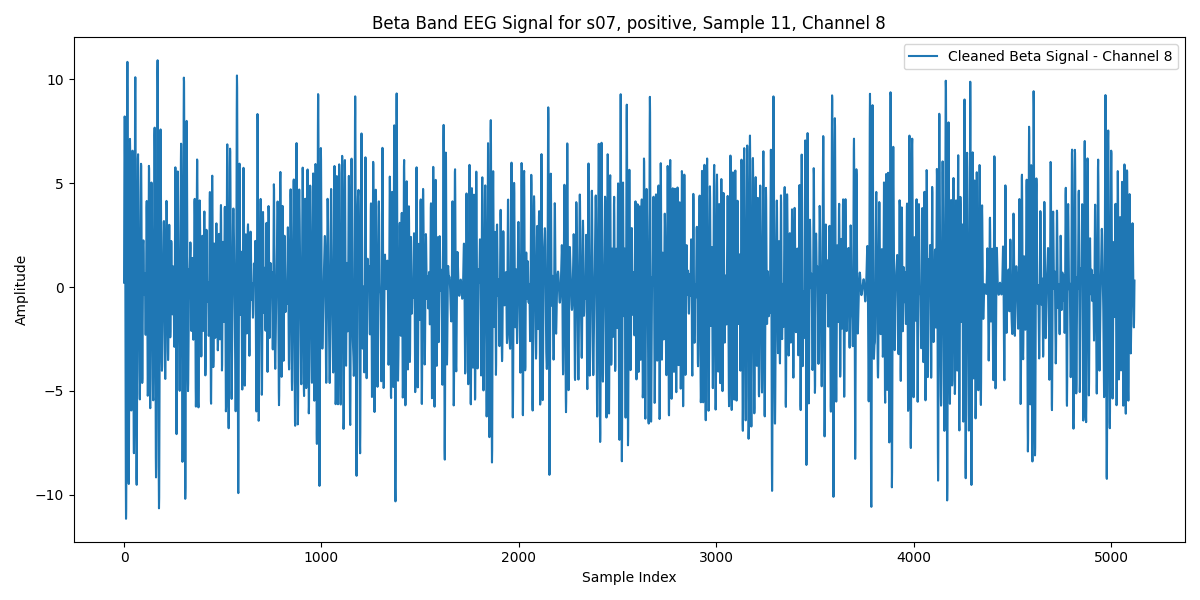 Beta Band EEG Signal for s07, positive, Sample 11, Channel 8
Cleaned Beta Signal - Channel 8
Amplitude
10
5
0
−5
−10
0 1000 2000 3000 4000 5000
Sample Index